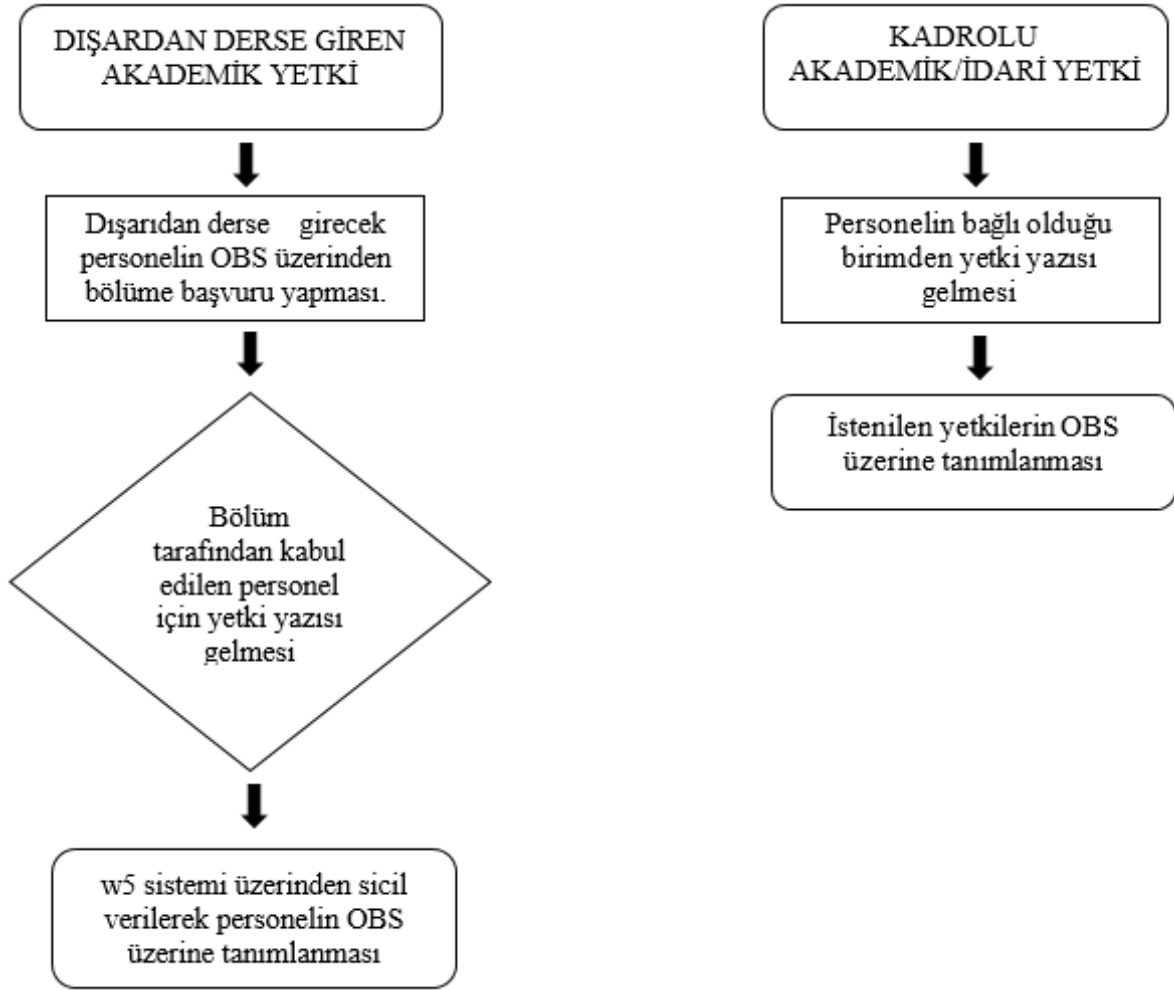 DIŞARDAN DERSE GİREN
AKADEMİK YETKİ
Dışarıdan derse girecek
personelin OBS üzerinden
bölüme başvuru yapması.
Bölüm
tarafından kabul
edilen personel
için yetki yazısı
gelmesi
w5 sistemi üzerinden sicil
verilerek personelin OBS
üzerine tanımlanması
KADROLU
AKADEMİK/İDARİ YETKİ
Personelin bağlı olduğu
birimden yetki yazısı
gelmesi
İstenilen yetkilerin OBS
üzerine tanımlanması